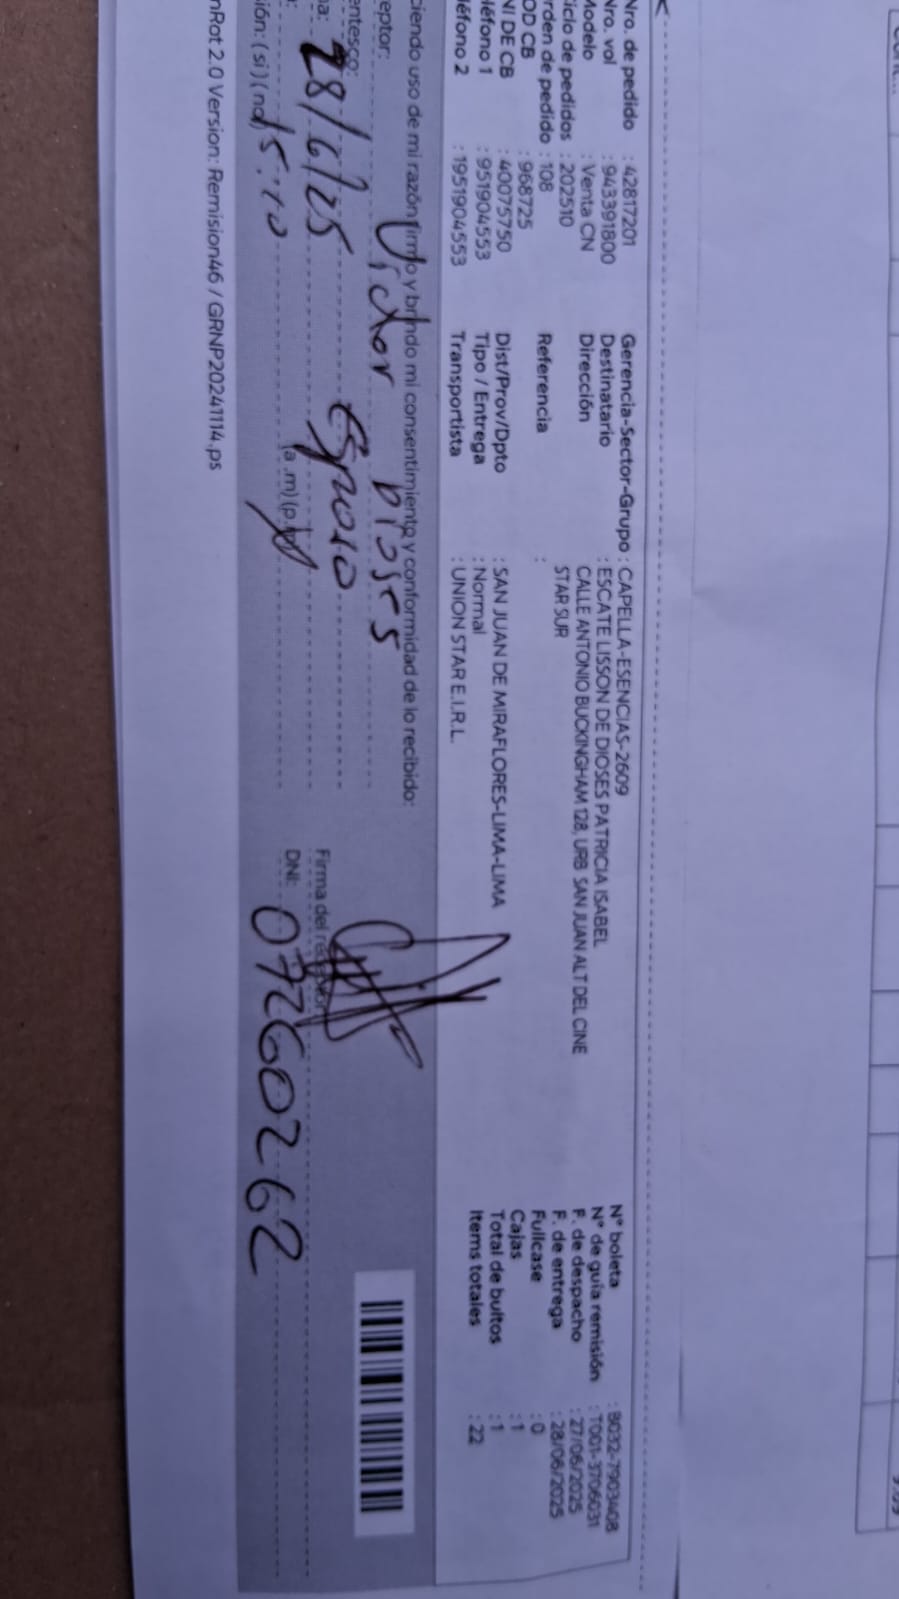 Nro. de pedido : 42817201
Nro. vol : 943391800
Modelo : Venta CN
iclo de pedidos : 202510
rden de pedido : 108
OD CB : 968725
NI DE CB : 40075750
léfono 1 : 951904553
léfono 2 : 1951904553
Gerencia-Sector-Grupo : CAPELLA-ESENCIAS-2609
Destinatario : ESCATE LISSON DE DIOSES PATRICIA ISABEL
Dirección : CALLE ANTONIO BUCKINGHAM 128, URB SAN JUAN ALT DEL CINE
STAR SUR
Referencia :
Dist/Prov/Dpto : SAN JUAN DE MIRAFLORES-LIMA-LIMA
Tipo / Entrega : Normal
Transportista : UNION STAR E.I.R.L.
N° boleta : B032-7903408
N° de guía remisión : T001-3706031
F. de despacho : 27/06/2025
F. de entrega : 28/06/2025
Fullcase : 0
Cajas : 1
Total de bultos : 1
Items totales : 22
ciendo uso de mi razón firmo y brindo mi consentimiento y conformidad de lo recibido:
eptor: Victor Dioses
entesco: Esposo
ha: 28/6/25
15:10 (a.m) (p.m)
ión: (si) (no)
Firma del receptor
DNI: 07260262
nRot 2.0 Version: Remision46 / GRNP20241114.ps